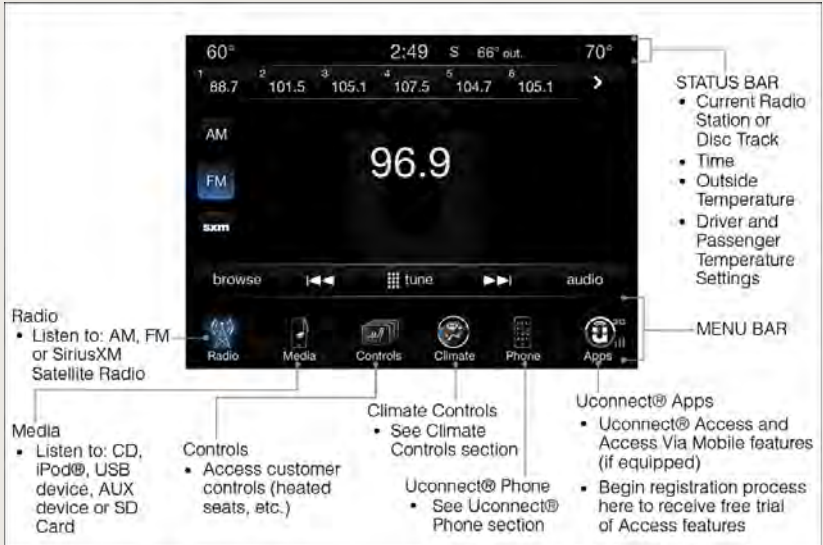 60° 2:49 S 66° out. 70°
1 88.7 2 101.5 3 105.1 4 107.5 5 104.7 6 105.1
AM
FM
sxm
96.9
browse tune audio
Radio Media Controls Climate Phone Apps
3G
STATUS BAR
• Current Radio
Station or
Disc Track
• Time
• Outside
Temperature
• Driver and
Passenger
Temperature
Settings
MENU BAR
Radio
• Listen to: AM, FM
or SiriusXM
Satellite Radio
Media
• Listen to: CD,
iPod®, USB
device, AUX
device or SD
Card
Controls
• Access customer
controls (heated
seats, etc.)
Climate Controls
• See Climate
Controls section
Uconnect® Phone
• See Uconnect®
Phone section
Uconnect® Apps
• Uconnect® Access and
Access Via Mobile features
(if equipped)
• Begin registration process
here to receive free trial
of Access features